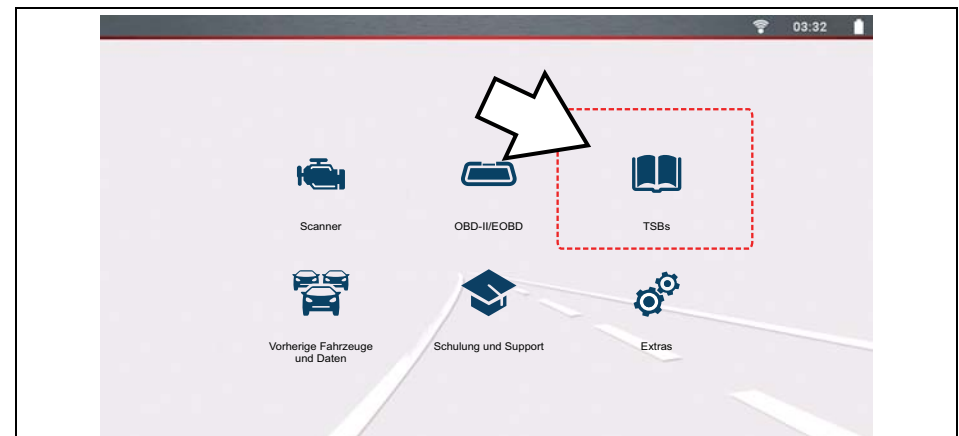 03:32
Scanner
OBD-II/EOBD
TSBs
Vorherige Fahrzeuge
und Daten
Schulung und Support
Extras